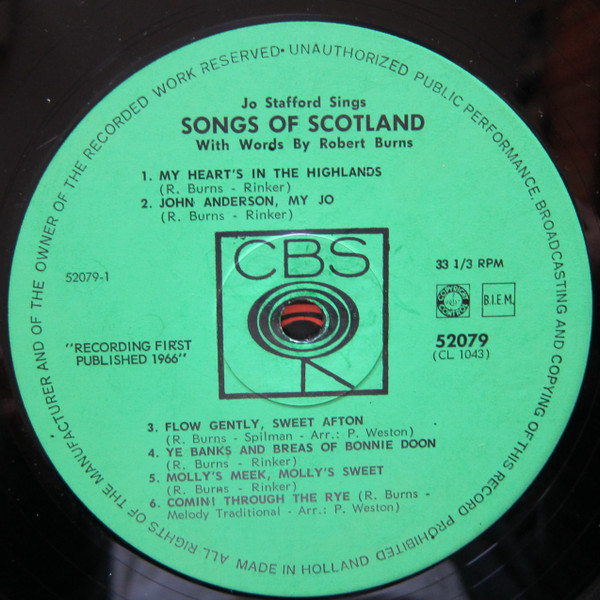 ALL RIGHTS OF THE MANUFACTURER AND OF THE OWNER OF THE RECORDED WORK RESERVED · UNAUTHORIZED PUBLIC PERFORMANCE, BROADCASTING AND COPYING OF THIS RECORD PROHIBITED
Jo Stafford Sings
SONGS OF SCOTLAND
With Words By Robert Burns
1. MY HEART'S IN THE HIGHLANDS
(R. Burns - Rinker)
2. JOHN ANDERSON, MY JO
(R. Burns - Rinker)
CBS
52079-1
33 1/3 RPM
COPYRIGHT
CONTROL
B.I.E.M.
"RECORDING FIRST
PUBLISHED 1966"
52079
(CL 1043)
3. FLOW GENTLY, SWEET AFTON
(R. Burns - Spilman - Arr.: P. Weston)
4. YE BANKS AND BREAS OF BONNIE DOON
(R. Burns - Rinker)
5. MOLLY'S MEEK, MOLLY'S SWEET
(R. Burns - Rinker)
6. COMIN! THROUGH THE RYE (R. Burns -
Melody Traditional - Arr.: P. Weston)
MADE IN HOLLAND